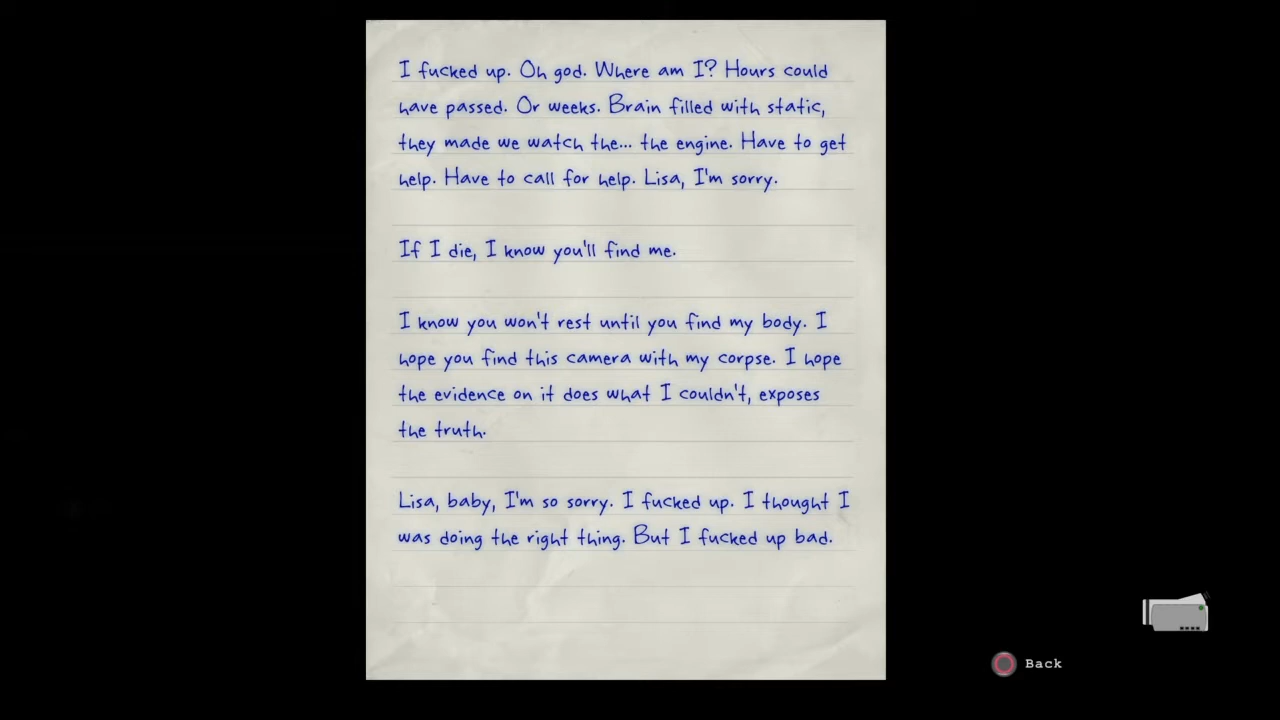 I fucked up. Oh god. Where am I? Hours could
have passed. Or weeks. Brain filled with static,
they made we watch the... the engine. Have to get
help. Have to call for help. Lisa, I'm sorry.
If I die, I know you'll find me.
I know you won't rest until you find my body. I
hope you find this camera with my corpse. I hope
the evidence on it does what I couldn't, exposes
the truth.
Lisa, baby, I'm so sorry. I fucked up. I thought I
was doing the right thing. But I fucked up bad.
Back